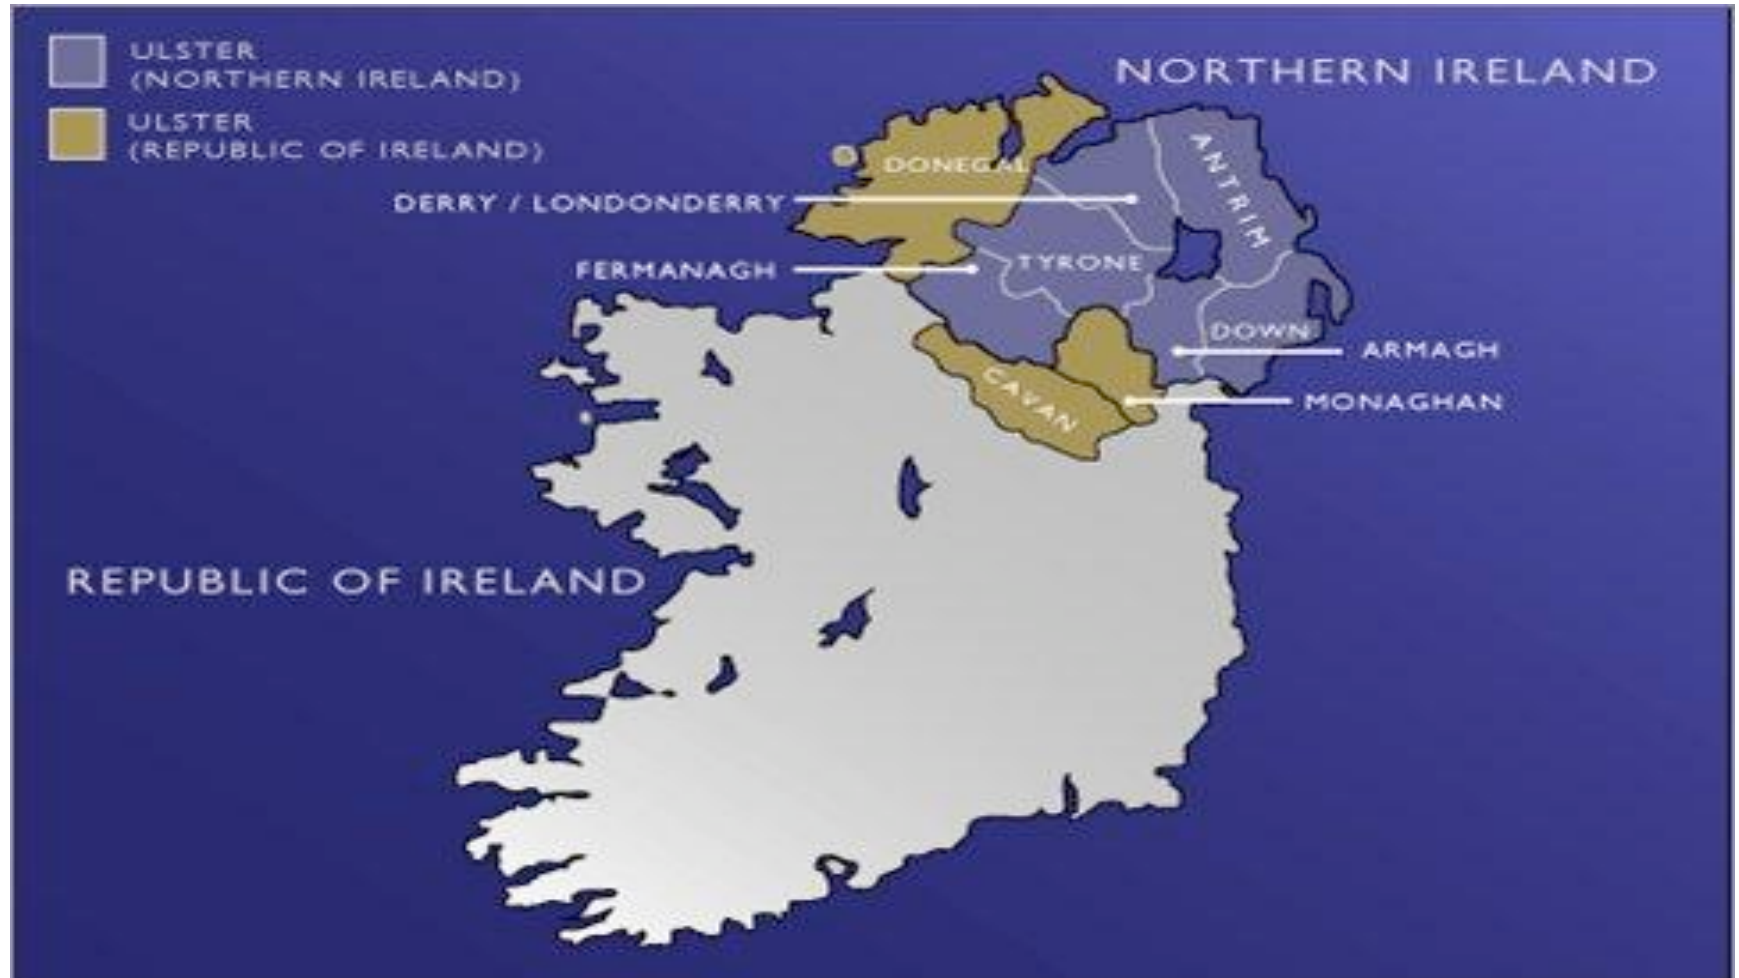 ULSTER
(NORTHERN IRELAND)
ULSTER
(REPUBLIC OF IRELAND)
NORTHERN IRELAND
DONEGAL
ANTRIM
DERRY / LONDONDERRY
TYRONE
FERMANAGH
DOWN
ARMAGH
CAVAN
MONAGHAN
REPUBLIC OF IRELAND